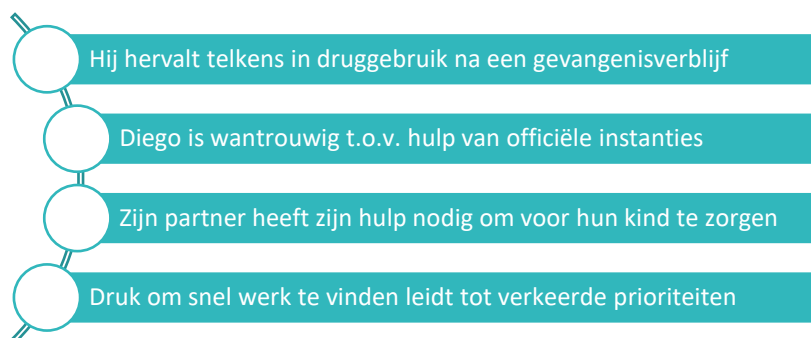 Hij hervalt telkens in druggebruik na een gevangenisverblijf
Diego is wantrouwig t.o.v. hulp van officiële instanties
Zijn partner heeft zijn hulp nodig om voor hun kind te zorgen
Druk om snel werk te vinden leidt tot verkeerde prioriteiten